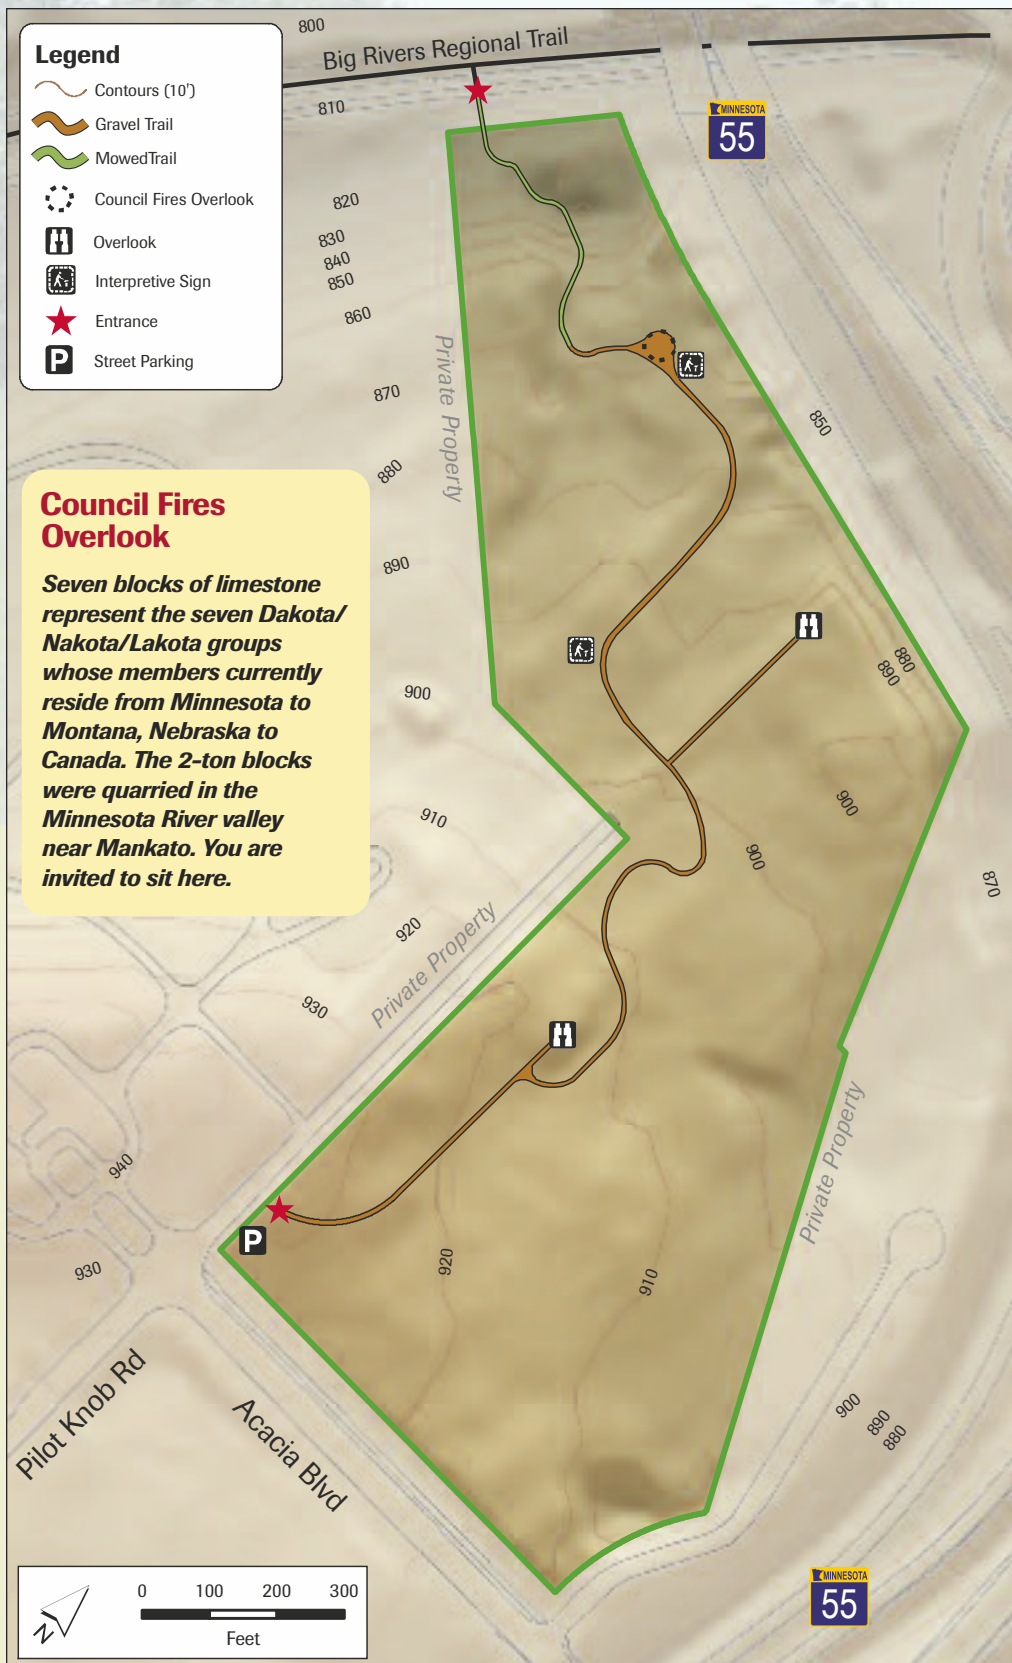 Legend
Contours (10')
Gravel Trail
MowedTrail
Council Fires Overlook
Overlook
Interpretive Sign
Entrance
P
Street Parking
800
Big Rivers Regional Trail
810
MINNESOTA
55
820
830
840
850
860
870
880
890
900
910
920
930
940
930
Private Property
850
880
890
900
900
870
Council Fires
Overlook
Seven blocks of limestone
represent the seven Dakota/
Nakota/Lakota groups
whose members currently
reside from Minnesota to
Montana, Nebraska to
Canada. The 2-ton blocks
were quarried in the
Minnesota River valley
near Mankato. You are
invited to sit here.
Private Property
Private Property
P
920
910
900
890
880
Pilot Knob Rd
Acacia Blvd
MINNESOTA
55
N
0 100 200 300
Feet